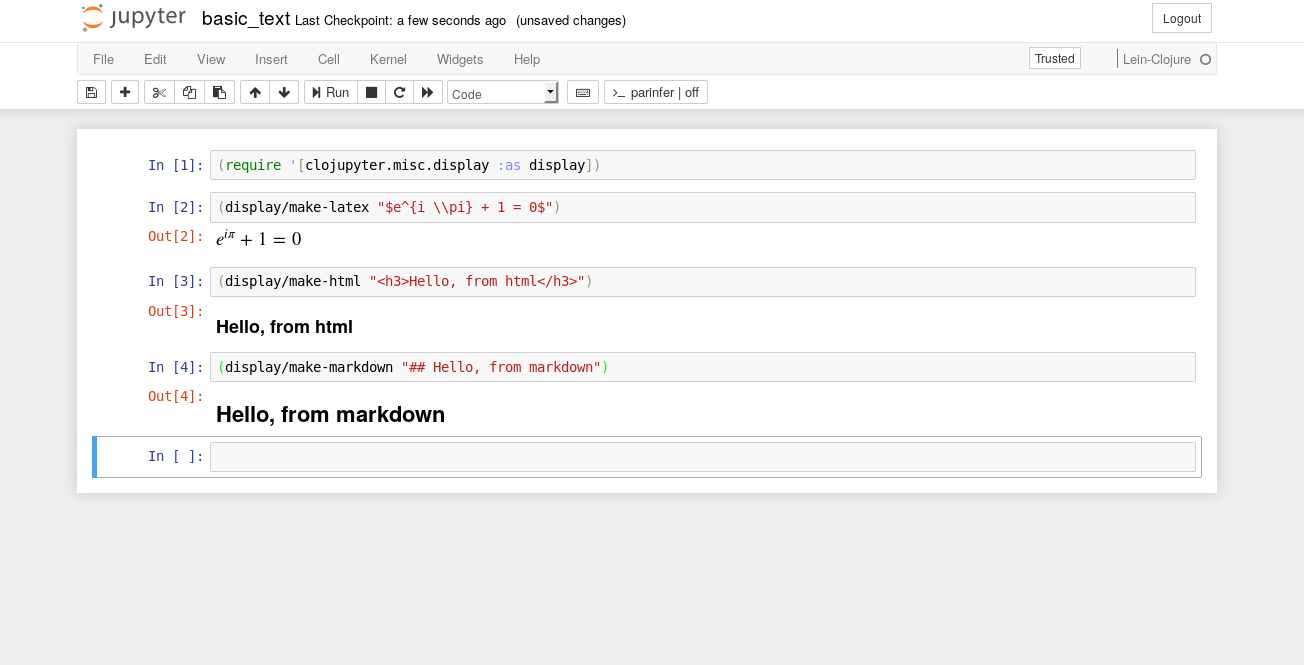 jupyter basic_text Last Checkpoint: a few seconds ago (unsaved changes) Logout
File Edit View Insert Cell Kernel Widgets Help Trusted Lein-Clojure
Run Code >_ parinfer | off
In [1]: (require '[clojupyter.misc.display :as display])
In [2]: (display/make-latex "$e^{i \\pi} + 1 = 0$")
Out[2]: e^{iπ} + 1 = 0
In [3]: (display/make-html "<h3>Hello, from html</h3>")
Out[3]:
Hello, from html
In [4]: (display/make-markdown "## Hello, from markdown")
Out[4]:
Hello, from markdown
In [ ]: